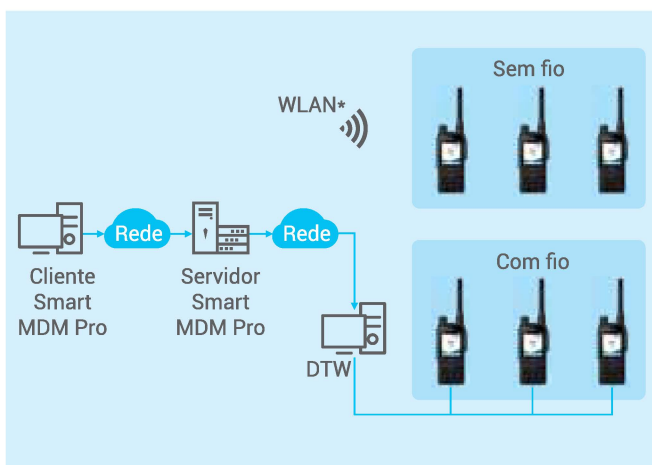 Sem fio
WLAN*
Rede
Rede
Cliente
Smart
MDM Pro
Servidor
Smart
MDM Pro
Com fio
DTW